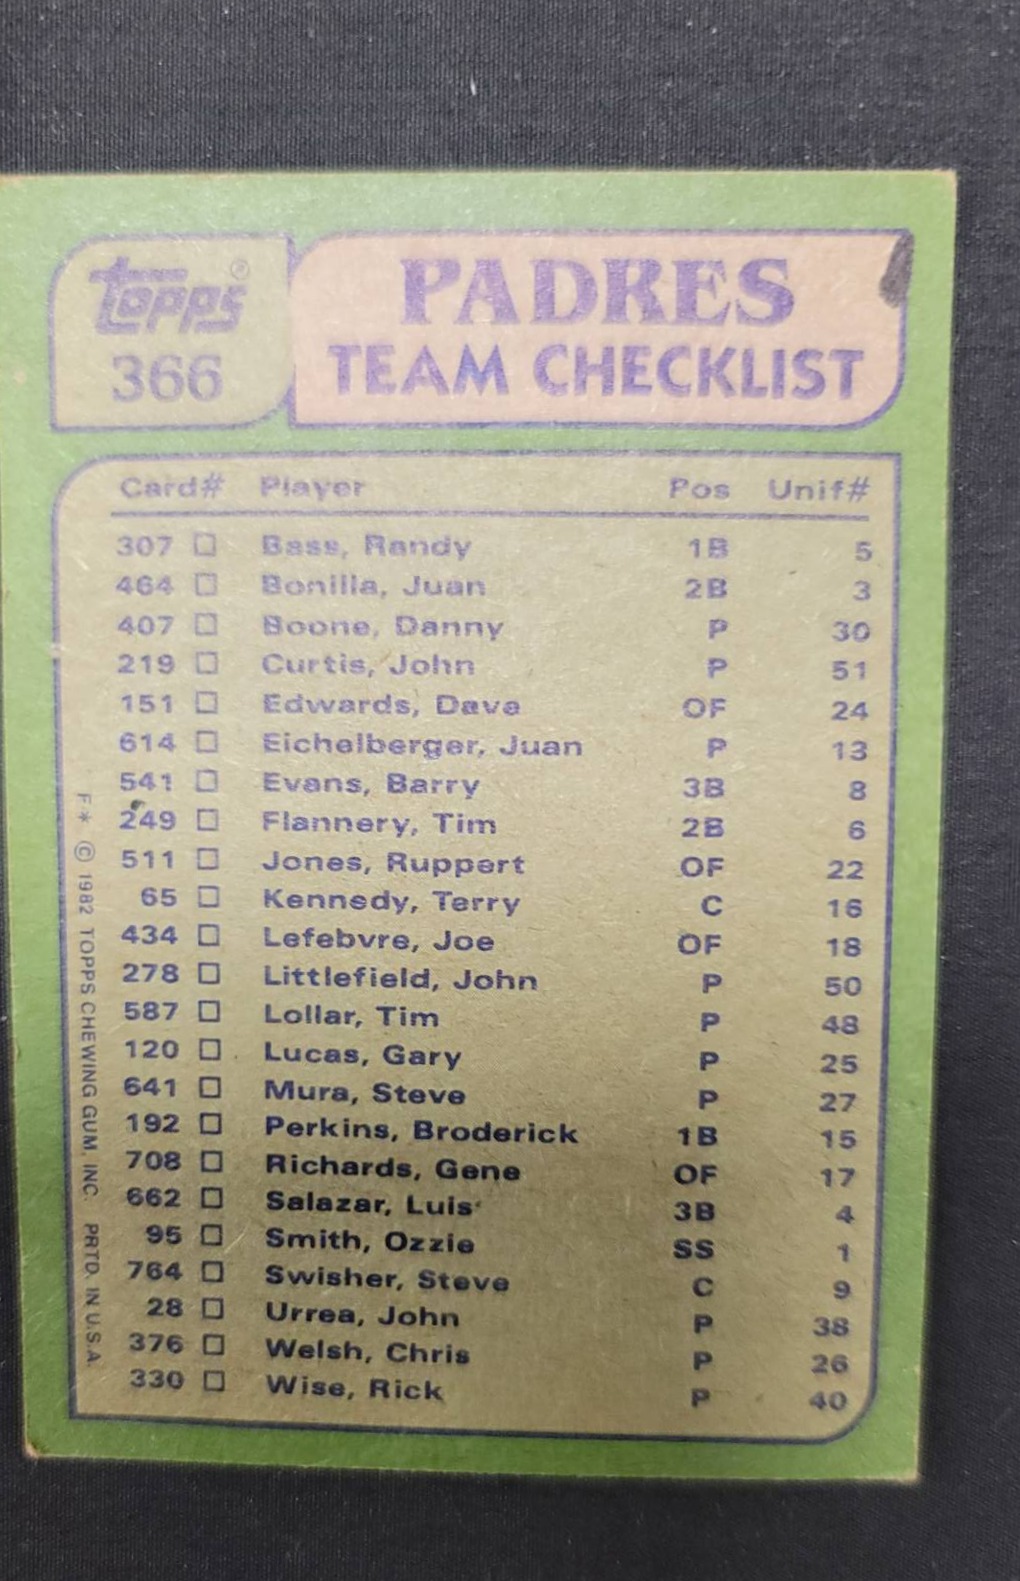 topps®
366
PADRES
TEAM CHECKLIST
Card# Player Pos Unif#
307 □ Bass, Randy 1B 5
464 □ Bonilla, Juan 2B 3
407 □ Boone, Danny P 30
219 □ Curtis, John P 51
151 □ Edwards, Dave OF 24
614 □ Eichelberger, Juan P 13
541 □ Evans, Barry 3B 8
249 □ Flannery, Tim 2B 6
511 □ Jones, Ruppert OF 22
65 □ Kennedy, Terry C 16
434 □ Lefebvre, Joe OF 18
278 □ Littlefield, John P 50
587 □ Lollar, Tim P 48
120 □ Lucas, Gary P 25
641 □ Mura, Steve P 27
192 □ Perkins, Broderick 1B 15
708 □ Richards, Gene OF 17
662 □ Salazar, Luis 3B 4
95 □ Smith, Ozzie SS 1
764 □ Swisher, Steve C 9
28 □ Urrea, John P 38
376 □ Welsh, Chris P 26
330 □ Wise, Rick P 40
F* © 1982 TOPPS CHEWING GUM, INC. PRTD. IN U.S.A.